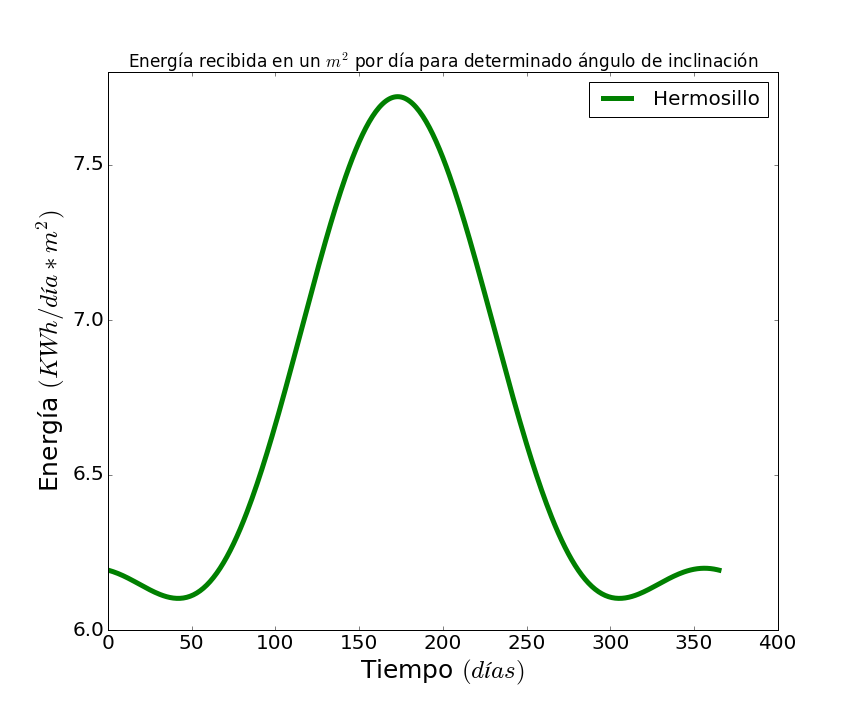 Energía recibida en un m² por día para determinado ángulo de inclinación
Hermosillo
7.5
7.0
6.5
6.0
Energía (KWh/día∗m²)
0 50 100 150 200 250 300 350 400
Tiempo (días)